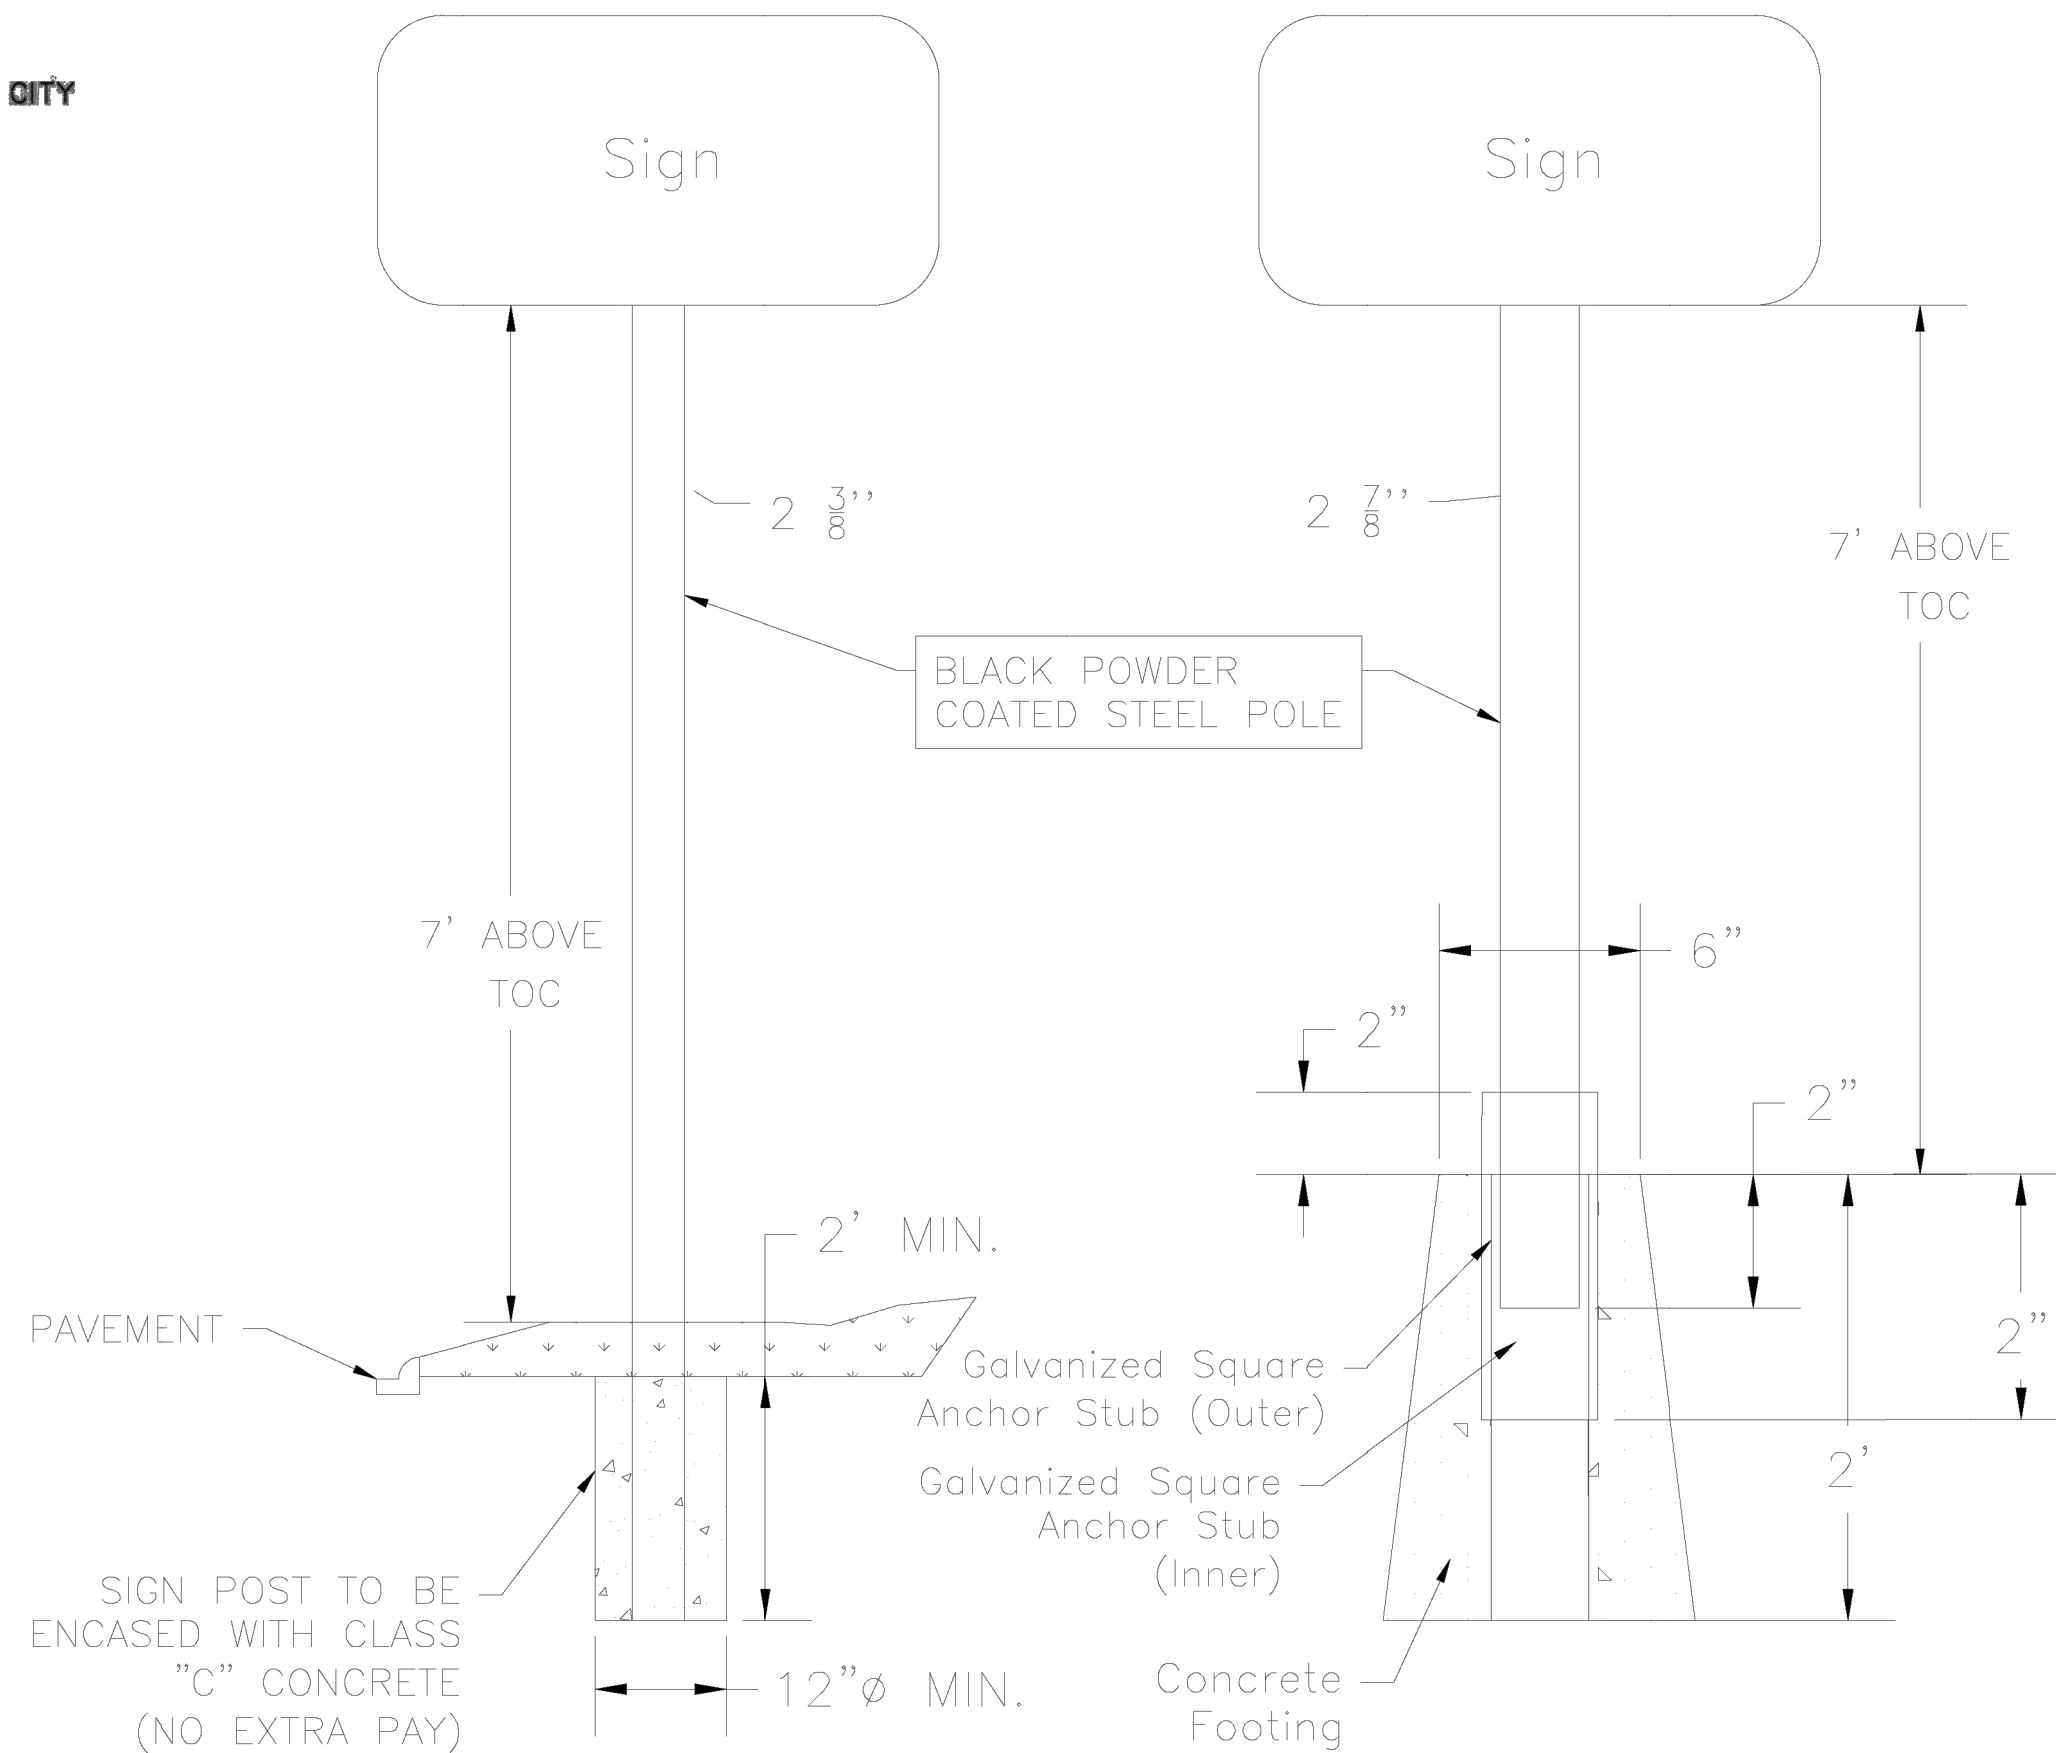 CITY
Sign
Sign
2 3/8''
2 7/8''
7' ABOVE
TOC
BLACK POWDER
COATED STEEL POLE
7' ABOVE
TOC
6"
2"
2"
2' MIN.
PAVEMENT
2"
Galvanized Square
Anchor Stub (Outer)
2'
Galvanized Square
Anchor Stub
(Inner)
SIGN POST TO BE
ENCASED WITH CLASS
"C" CONCRETE
(NO EXTRA PAY)
12"ø MIN.
Concrete
Footing